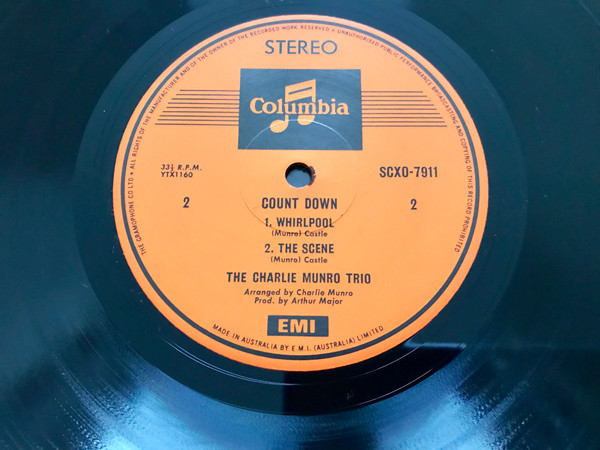 THE GRAMOPHONE CO LTD • ALL RIGHTS OF THE MANUFACTURER AND OF THE OWNER OF THE RECORDED WORK RESERVED • UNAUTHORISED PUBLIC PERFORMANCE BROADCASTING AND COPYING OF THIS RECORD PROHIBITED
STEREO
Columbia
33⅓ R.P.M.
YTX1160
SCXO-7911
2
COUNT DOWN
2
1. WHIRLPOOL
(Munro) Castle
2. THE SCENE
(Munro) Castle
THE CHARLIE MUNRO TRIO
Arranged by Charlie Munro
Prod. by Arthur Major
EMI
MADE IN AUSTRALIA BY E.M.I. (AUSTRALIA) LIMITED